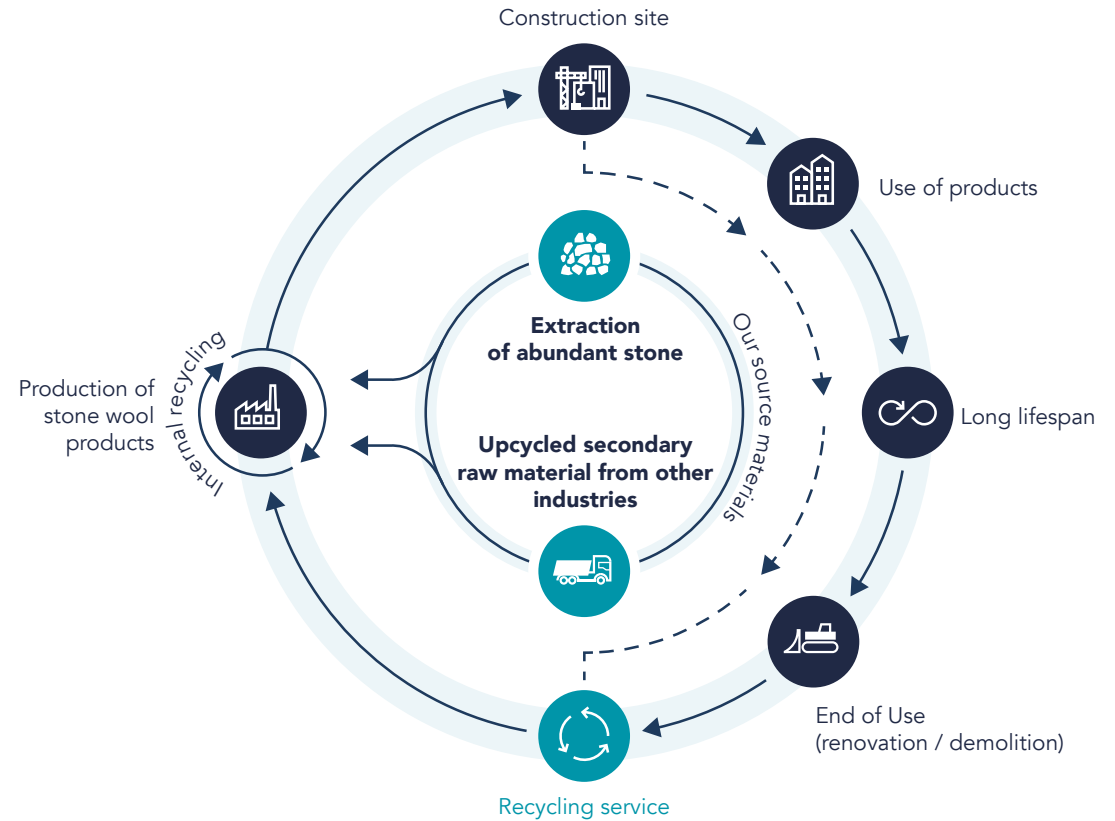 Construction site
Use of products
Extraction
of abundant stone
Our source materials
Internal recycling
Production of
stone wool
products
Long lifespan
Upcycled secondary
raw material from other
industries
End of Use
(renovation / demolition)
Recycling service